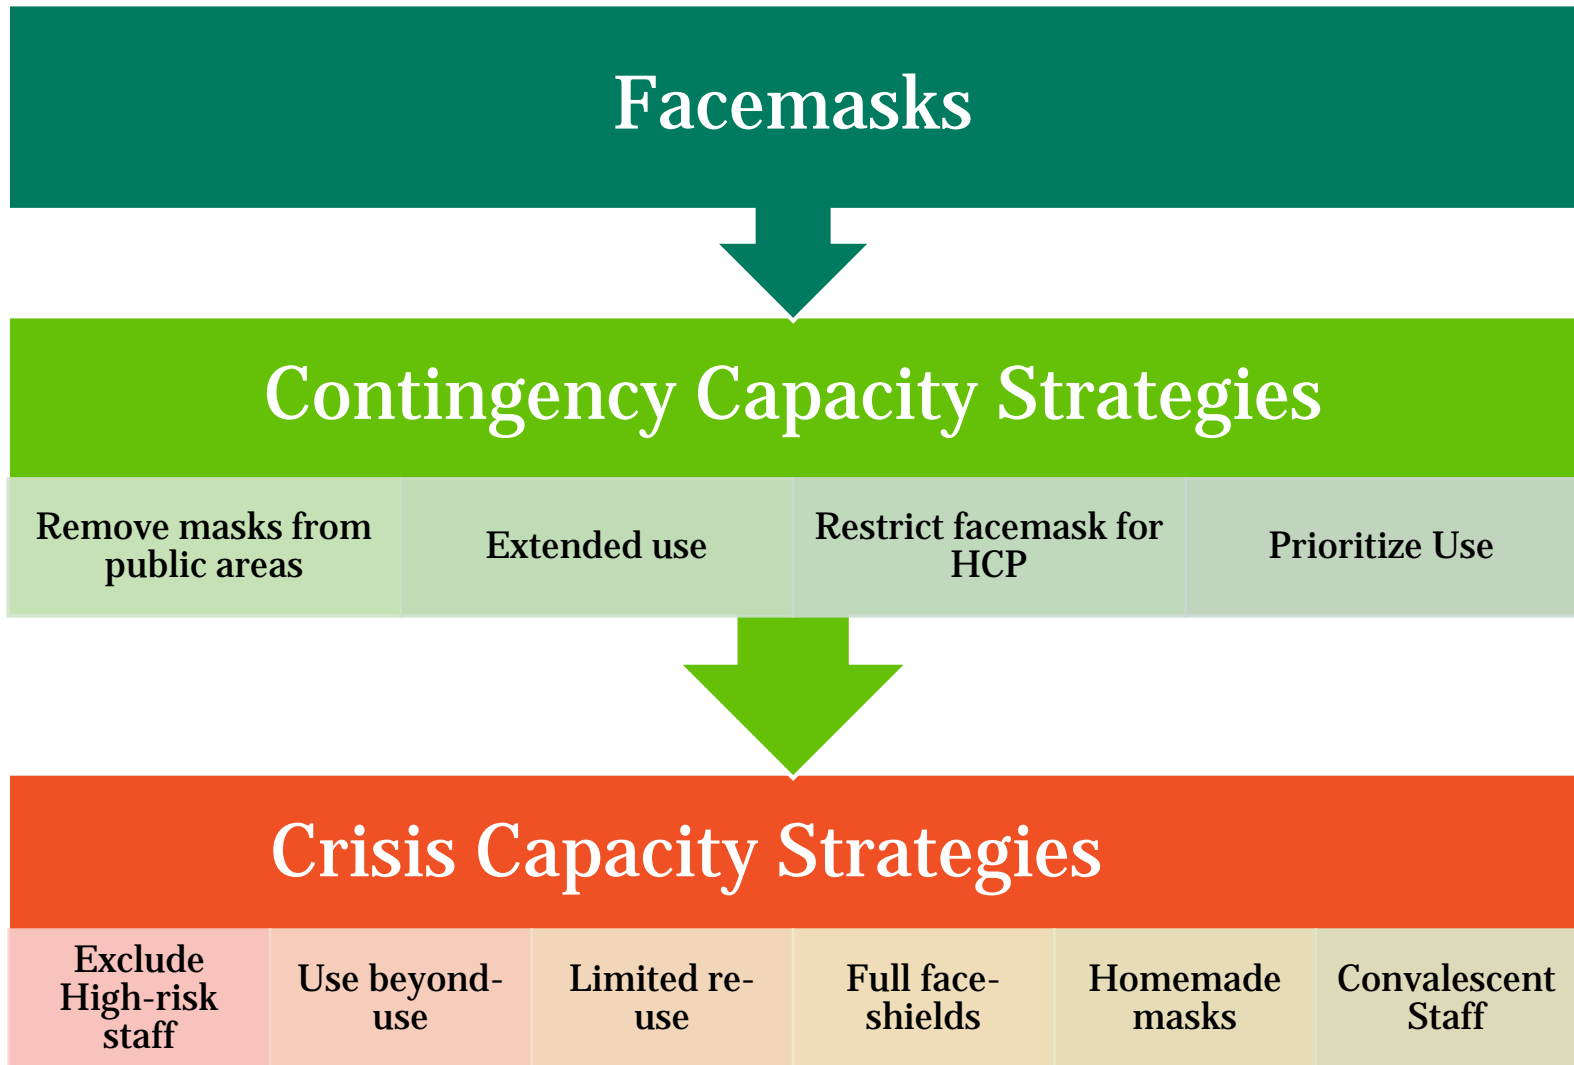 Facemasks
Contingency Capacity Strategies
Remove masks from
public areas
Extended use
Restrict facemask for
HCP
Prioritize Use
Crisis Capacity Strategies
Exclude
High-risk
staff
Use beyond-
use
Limited re-
use
Full face-
shields
Homemade
masks
Convalescent
Staff